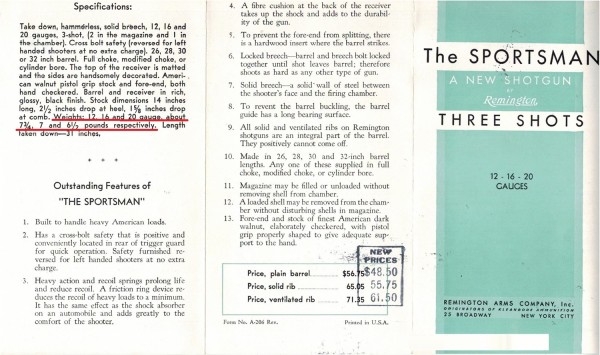 Specifications:
Take down, hammerless, solid breech, 12, 16 and
20 gauges, 3-shot, (2 in the magazine and 1 in
the chamber). Cross bolt safety (reversed for left
handed shooters at no extra charge). 26, 28, 30
or 32 inch barrel. Full choke, modified choke, or
cylinder bore. The top of the receiver is matted
and the sides are handsomely decorated. Ameri-
can walnut pistol grip stock and fore-end, both
hand checkered. Barrel and receiver in rich,
glossy, black finish. Stock dimensions 14 inches
long, 2½ inches drop at heel, 1⅝ inches drop
at comb. Weights: 12, 16 and 20 gauge, about
7¾, 7 and 6½ pounds respectively. Length
taken down—31 inches.
* * *
Outstanding Features of
"THE SPORTSMAN"
1. Built to handle heavy American loads.
2. Has a cross-bolt safety that is positive and
conveniently located in rear of trigger guard
for quick operation. Safety furnished re-
versed for left handed shooters at no extra
charge.
3. Heavy action and recoil springs prolong life
and reduce recoil. A friction ring device re-
duces the recoil of heavy loads to a minimum.
It has the same effect as the shock absorber
on an automobile and adds greatly to the
comfort of the shooter.
4. A fibre cushion at the back of the receiver
takes up the shock and adds to the durabil-
ity of the gun.
5. To prevent the fore-end from splitting, there
is a hardwood insert where the barrel strikes.
6. Locked breech—barrel and breech bolt locked
together until shot leaves barrel; therefore
shoots as hard as any other type of gun.
7. Solid breech—a solid wall of steel between
the shooter's face and the firing chamber.
8. To revent the barrel buckling, the barrel
guide has a long bearing surface.
9. All solid and ventilated ribs on Remington
shotguns are an integral part of the barrel.
They positively cannot come off.
10. Made in 26, 28, 30 and 32-inch barrel
lengths. Any one of these supplied in full
choke, modified choke, or cylinder bore.
11. Magazine may be filled or unloaded without
removing shell from chamber.
12. A loaded shell may be removed from the cham-
ber without disturbing shells in magazine.
13. Fore-end and stock of finest American dark
walnut, elaborately checkered, with pistol
grip properly shaped to give adequate sup-
port to the hand.
NEW
PRICES
Price, plain barrel $56.75 $48.50
Price, solid rib 65.05 55.75
Price, ventilated rib 71.35 61.50
Form No. A-206 Rev. Printed in U.S.A.
The SPORTSMAN
A NEW SHOTGUN
by
Remington
THREE SHOTS
12 - 16 - 20
GAUGES
REMINGTON ARMS COMPANY, Inc.
ORIGINATORS OF KLEANBORE AMMUNITION
25 BROADWAY NEW YORK CITY